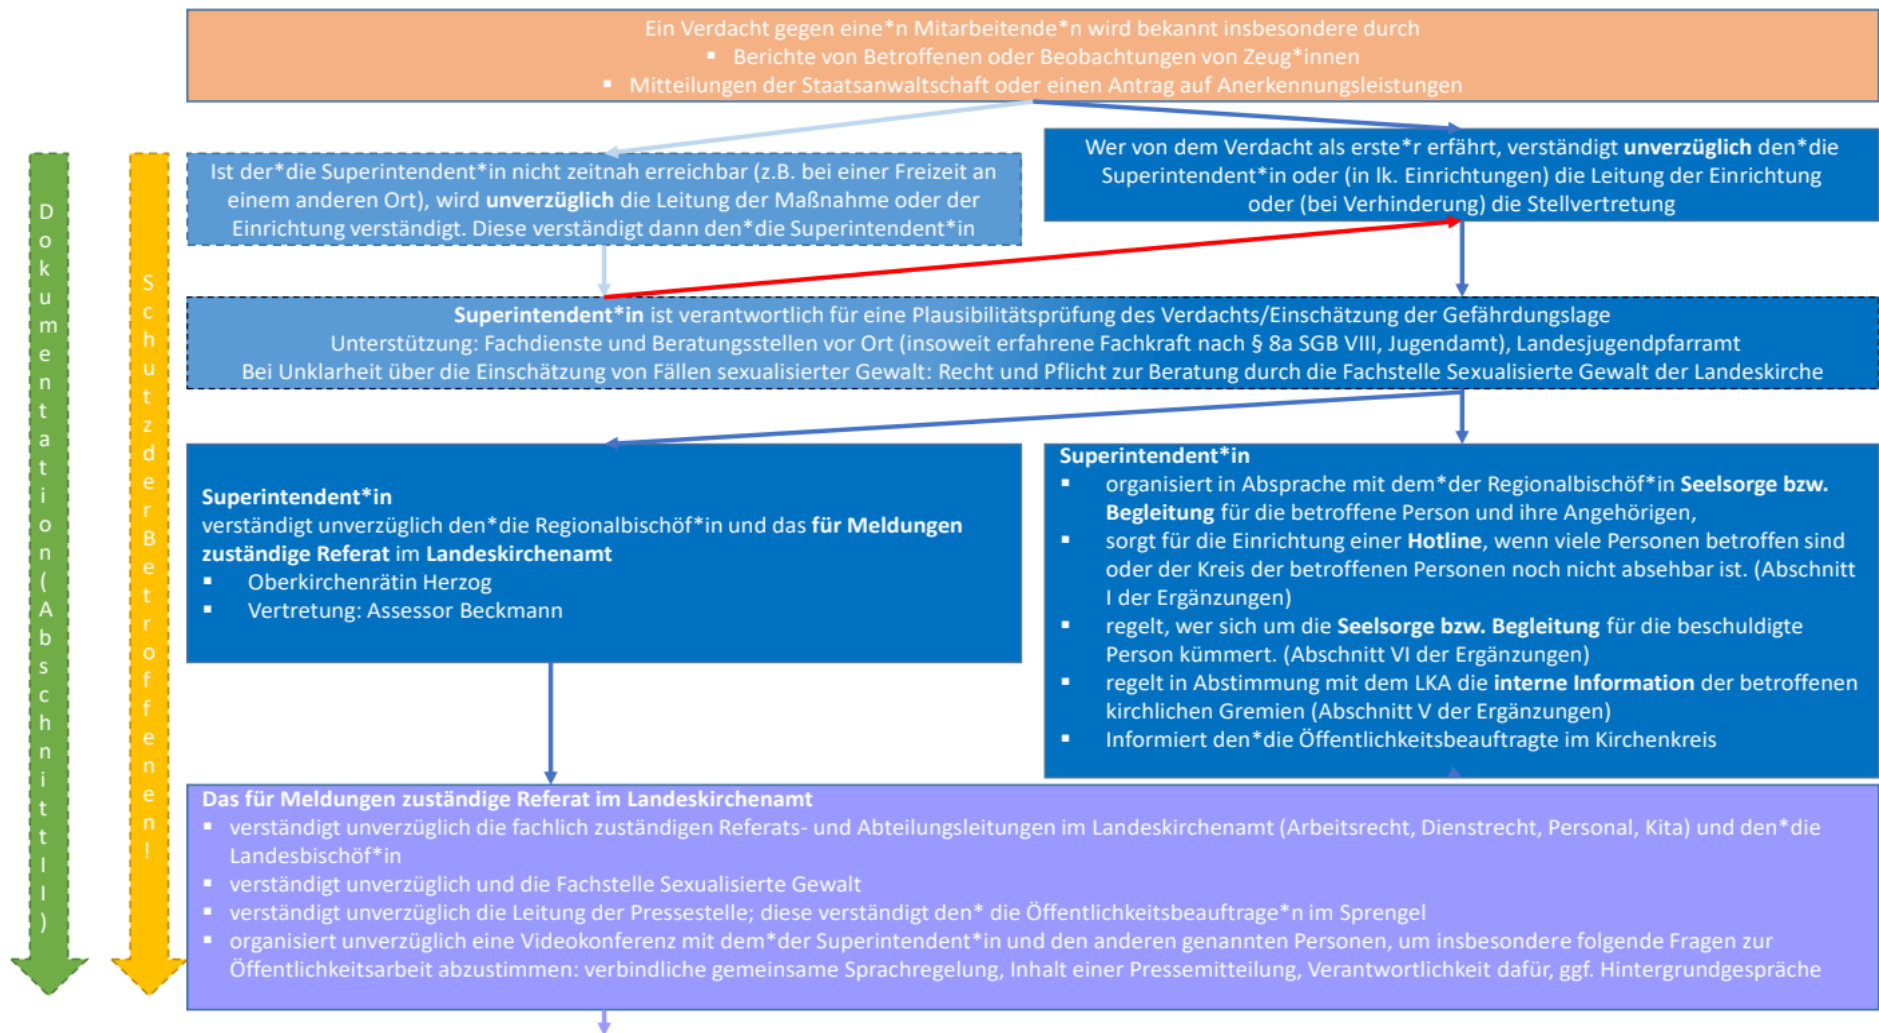 Ein Verdacht gegen eine*n Mitarbeitende*n wird bekannt insbesondere durch
▪ Berichte von Betroffenen oder Beobachtungen von Zeug*innen
▪ Mitteilungen der Staatsanwaltschaft oder einen Antrag auf Anerkennungsleistungen
Dokumentation (Abschnitt II)
Schutz der Betroffenen!
Ist der*die Superintendent*in nicht zeitnah erreichbar (z.B. bei einer Freizeit an
einem anderen Ort), wird unverzüglich die Leitung der Maßnahme oder der
Einrichtung verständigt. Diese verständigt dann den*die Superintendent*in
Wer von dem Verdacht als erste*r erfährt, verständigt unverzüglich den*die
Superintendent*in oder (in lk. Einrichtungen) die Leitung der Einrichtung
oder (bei Verhinderung) die Stellvertretung
Superintendent*in ist verantwortlich für eine Plausibilitätsprüfung des Verdachts/Einschätzung der Gefährdungslage
Unterstützung: Fachdienste und Beratungsstellen vor Ort (insoweit erfahrene Fachkraft nach § 8a SGB VIII, Jugendamt), Landesjugendpfarramt
Bei Unklarheit über die Einschätzung von Fällen sexualisierter Gewalt: Recht und Pflicht zur Beratung durch die Fachstelle Sexualisierte Gewalt der Landeskirche
Superintendent*in
verständigt unverzüglich den*die Regionalbischöf*in und das für Meldungen
zuständige Referat im Landeskirchenamt
▪ Oberkirchenrätin Herzog
▪ Vertretung: Assessor Beckmann
Superintendent*in
▪ organisiert in Absprache mit dem*der Regionalbischöf*in Seelsorge bzw.
Begleitung für die betroffene Person und ihre Angehörigen,
▪ sorgt für die Einrichtung einer Hotline, wenn viele Personen betroffen sind
oder der Kreis der betroffenen Personen noch nicht absehbar ist. (Abschnitt
I der Ergänzungen)
▪ regelt, wer sich um die Seelsorge bzw. Begleitung für die beschuldigte
Person kümmert. (Abschnitt VI der Ergänzungen)
▪ regelt in Abstimmung mit dem LKA die interne Information der betroffenen
kirchlichen Gremien (Abschnitt V der Ergänzungen)
▪ Informiert den*die Öffentlichkeitsbeauftragte im Kirchenkreis
Das für Meldungen zuständige Referat im Landeskirchenamt
▪ verständigt unverzüglich die fachlich zuständigen Referats- und Abteilungsleitungen im Landeskirchenamt (Arbeitsrecht, Dienstrecht, Personal, Kita) und den*die
Landesbischöf*in
▪ verständigt unverzüglich und die Fachstelle Sexualisierte Gewalt
▪ verständigt unverzüglich die Leitung der Pressestelle; diese verständigt den* die Öffentlichkeitsbeauftrage*n im Sprengel
▪ organisiert unverzüglich eine Videokonferenz mit dem*der Superintendent*in und den anderen genannten Personen, um insbesondere folgende Fragen zur
Öffentlichkeitsarbeit abzustimmen: verbindliche gemeinsame Sprachregelung, Inhalt einer Pressemitteilung, Verantwortlichkeit dafür, ggf. Hintergrundgespräche